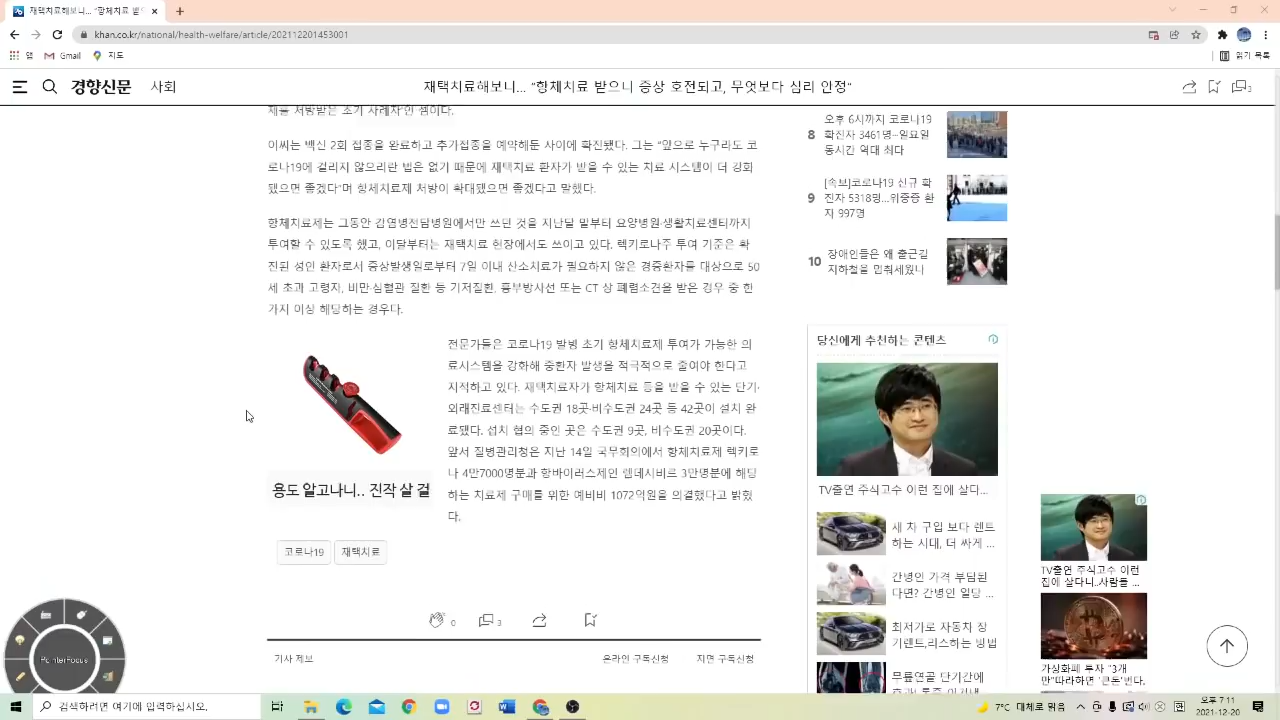 재택치료해보니... "항체치료 받
khan.co.kr/national/health-welfare/article/202112201453001
앱
Gmail
지도
읽기 목록
경향신문
사회
재택치료해보니... "항체치료 받으니 증상 호전되고, 무엇보다 심리 안정"
3
제를 처방받은 초기 사례자"인 셈이다.
이씨는 백신 2회 접종을 완료하고 추가접종을 예약해둔 사이에 확진됐다. 그는 "앞으로 누구라도 코
로나19에 걸리지 않으리란 법은 없기 때문에 재택치료 환자가 받을 수 있는 치료 시스템이 더 강화
됐으면 좋겠다"며 항체치료제 처방이 확대됐으면 좋겠다고 말했다.
항체치료제는 그동안 감염병전담병원에서만 쓰던 것을 지난달 말부터 요양병원·생활치료센터까지
투여할 수 있도록 했고, 이달부터는 재택치료 현장에서도 쓰이고 있다. 렉키로나주 투여 기준은 확
진된 성인 환자로서 증상발생일로부터 7일 이내 산소치료가 필요하지 않은 경증환자를 대상으로 50
세 초과 고령자, 비만·심혈관 질환 등 기저질환, 흉부방사선 또는 CT 상 폐렴소견을 받은 경우 중 한
가지 이상 해당하는 경우다.
전문가들은 코로나19 발병 초기 항체치료제 투여가 가능한 의
료시스템을 강화해 중환자 발생을 적극적으로 줄여야 한다고
지적하고 있다. 재택치료자가 항체치료 등을 받을 수 있는 단기·
외래진료센터는 수도권 18곳·비수도권 24곳 등 42곳이 설치 완
료됐다. 설치 협의 중인 곳은 수도권 9곳, 비수도권 20곳이다.
앞서 질병관리청은 지난 14일 국무회의에서 항체치료제 렉키로
나 4만7000명분과 항바이러스제인 렘데시비르 3만명분에 해당
하는 치료제 구매를 위한 예비비 1072억원을 의결했다고 밝혔
다.
용도 알고나니.. 진작 살 걸
코로나19
재택치료
0
3
기사 제보
온라인 구독신청
지면 구독신청
8
오후 6시까지 코로나19
확진자 3461명…일요일
동시간 역대 최다
9
[속보]코로나19 신규 확
진자 5318명…위중증 환
자 997명
10
장애인들은 왜 출근길
지하철을 멈춰세웠나
당신에게 추천하는 콘텐츠
TV출연 주식고수 이런 집에 살다...
새 차 구입 보다 렌트
하는 시대, 더 싸게 ...
간병인 가격 부담된
다면? 간병인 일당 ...
최저가로 자동차 장
기렌트,리스하는 방법
무릎연골 단기간에
TV출연 주식고수 이런
집에 살다니..사람들 ...
가상화폐 투자 "3개
만"따라하면 '큰돈'번다.
PointerFocus
검색하려면 여기에 입력하십시오.
7°C 대체로 맑음
오후 7:11
2021-12-20